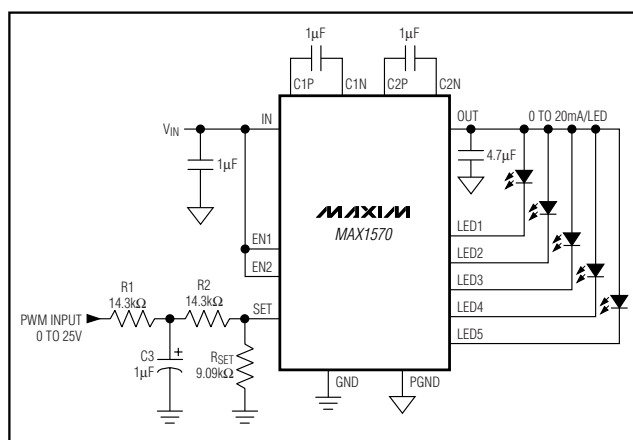 1µF
1µF
C1P
C1N
C2P
C2N
VIN
IN
OUT
0 TO 20mA/LED
1µF
4.7µF
MAXIM
MAX1570
EN1
EN2
LED1
LED2
LED3
LED4
LED5
R1
14.3kΩ
R2
14.3kΩ
SET
PWM INPUT
0 TO 25V
C3
1µF
+
RSET
9.09kΩ
GND
PGND